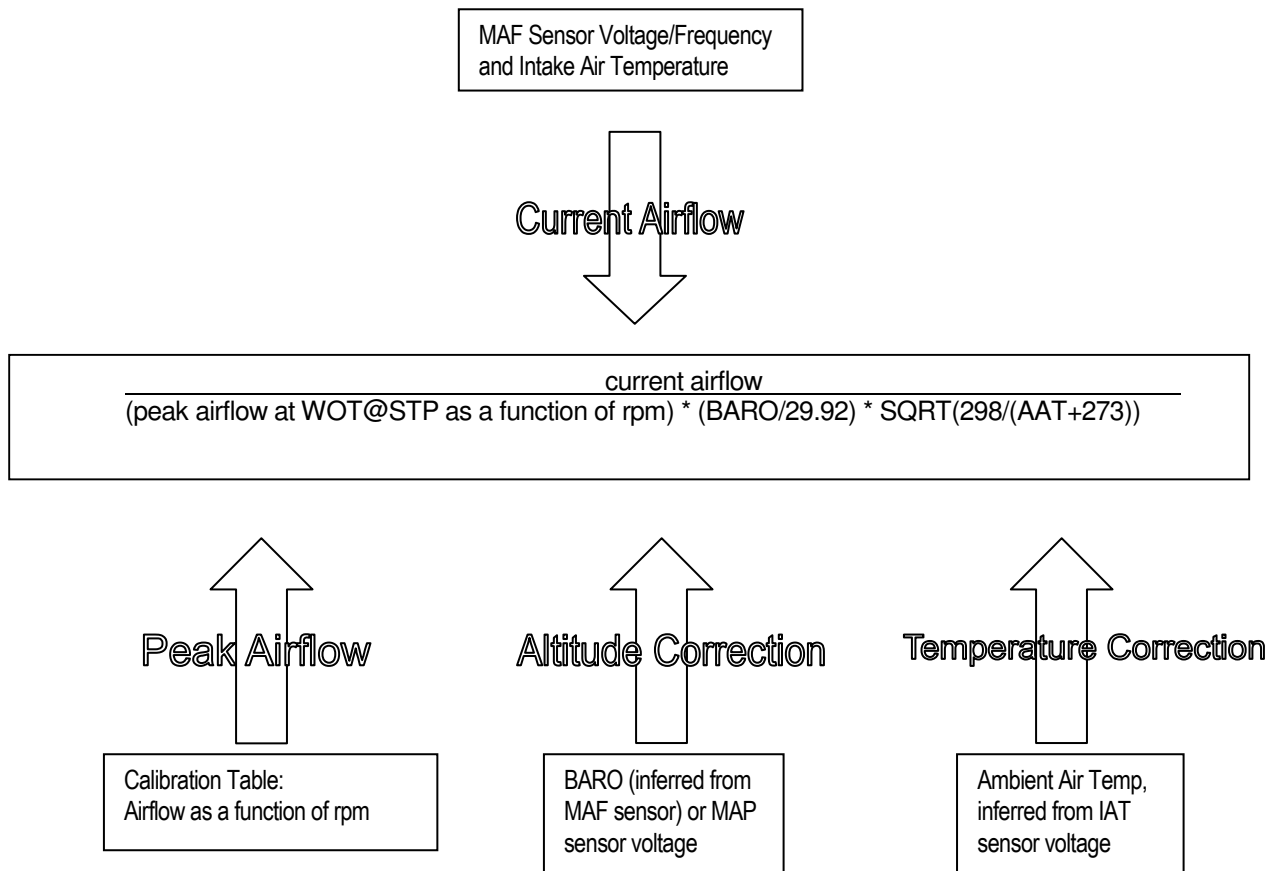 MAF Sensor Voltage/Frequency
and Intake Air Temperature
Current Airflow
current airflow
(peak airflow at WOT@STP as a function of rpm) * (BARO/29.92) * SQRT(298/(AAT+273))
Peak Airflow
Altitude Correction
Temperature Correction
Calibration Table:
Airflow as a function of rpm
BARO (inferred from
MAF sensor) or MAP
sensor voltage
Ambient Air Temp,
inferred from IAT
sensor voltage